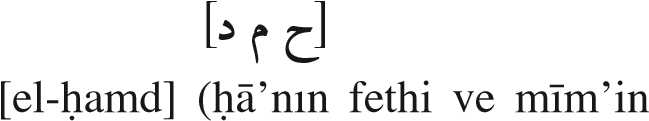 [ح م د]
[el-ḥamd] (ḥā’nın fethi ve mīm’in